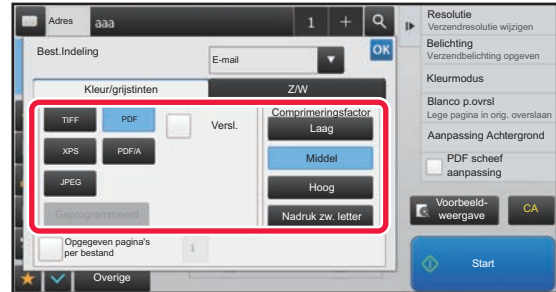 Adres
aaa
1
Best.Indeling
E-mail
OK
Kleur/grijstinten
Z/W
TIFF
PDF
Versl.
XPS
PDF/A
JPEG
Geprogrammeerd
Comprimeringsfactor
Laag
Middel
Hoog
Nadruk zw. letter
Opgegeven pagina's
per bestand
1
Overige
Resolutie
Verzendresolutie wijzigen
Belichting
Verzendbelichting opgeven
Kleurmodus
Blanco p.ovrsl
Lege pagina in orig. overslaan
Aanpassing Achtergrond
PDF scheef
aanpassing
Voorbeeld-
weergave
CA
Start